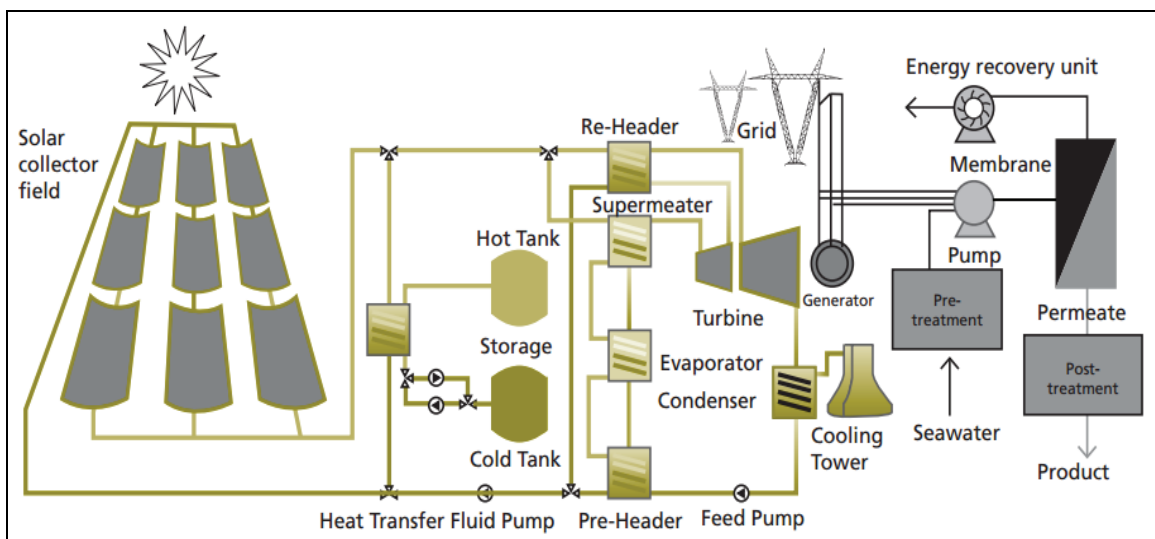 Solar
collector
field
Re-Header
Grid
Energy recovery unit
Membrane
Supermeater
Hot Tank
Storage
Cold Tank
Turbine
Generator
Pump
Pre-
treatment
Permeate
Post-
treatment
Evaporator
Condenser
Cooling
Tower
Seawater
Product
Heat Transfer Fluid Pump
Pre-Header
Feed Pump